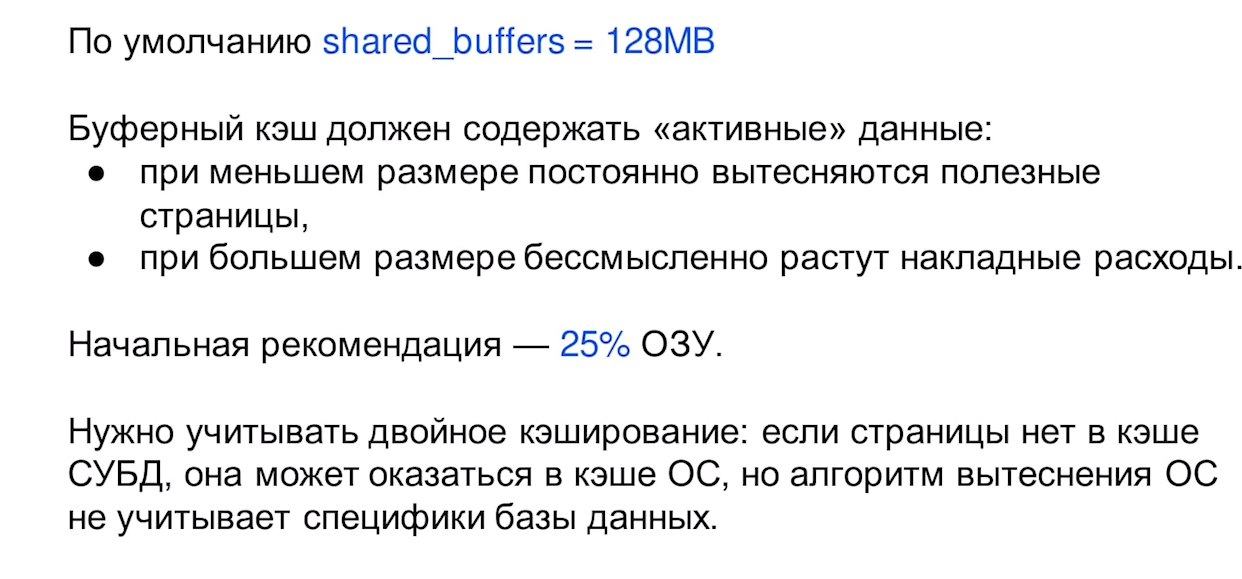 По умолчанию shared_buffers = 128MB
Буферный кэш должен содержать «активные» данные:
● при меньшем размере постоянно вытесняются полезные
страницы,
● при большем размере бессмысленно растут накладные расходы.
Начальная рекомендация — 25% ОЗУ.
Нужно учитывать двойное кэширование: если страницы нет в кэше
СУБД, она может оказаться в кэше ОС, но алгоритм вытеснения ОС
не учитывает специфики базы данных.